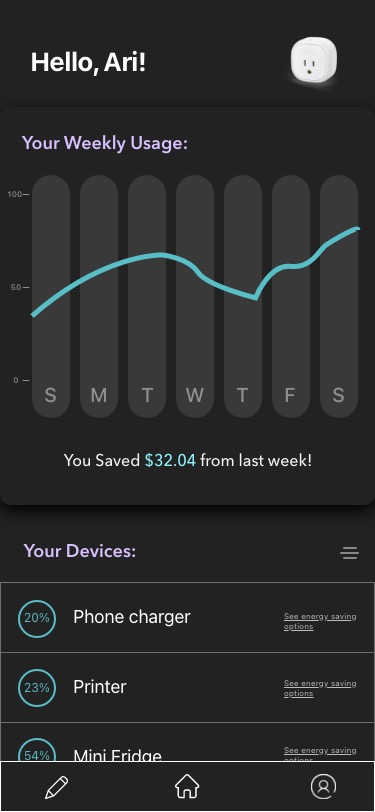 Hello, Ari!
Your Weekly Usage:
100
50
0
S M T W T F S
You Saved $32.04 from last week!
Your Devices:
20% Phone charger See energy saving
options
23% Printer See energy saving
options
54% Mini Fridge See energy saving
options